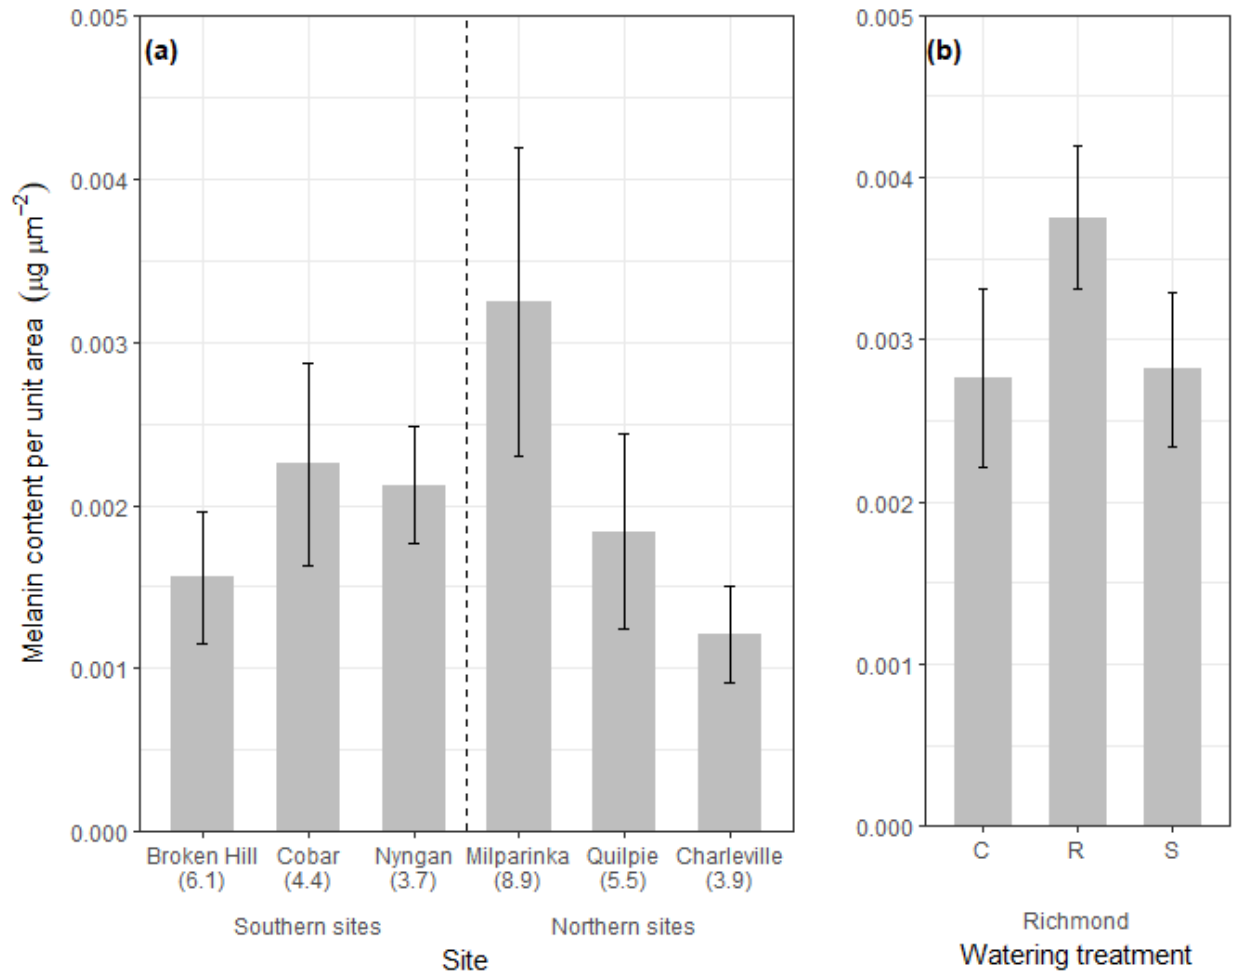 (a)
(b)
Melanin content per unit area (μg μm⁻²)
0.005
0.004
0.003
0.002
0.001
0.000
Broken Hill Cobar Nyngan Milparinka Quilpie Charleville
(6.1) (4.4) (3.7) (8.9) (5.5) (3.9)
Southern sites Northern sites
Site
0.005
0.004
0.003
0.002
0.001
0.000
C R S
Richmond
Watering treatment